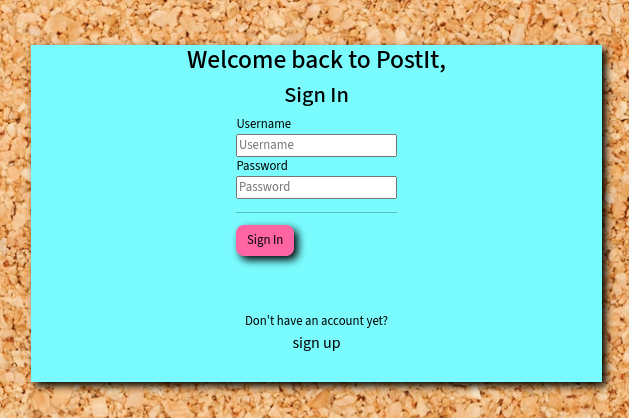 Welcome back to PostIt,
Sign In
Username
Username
Password
Password
Sign In
Don't have an account yet?
sign up